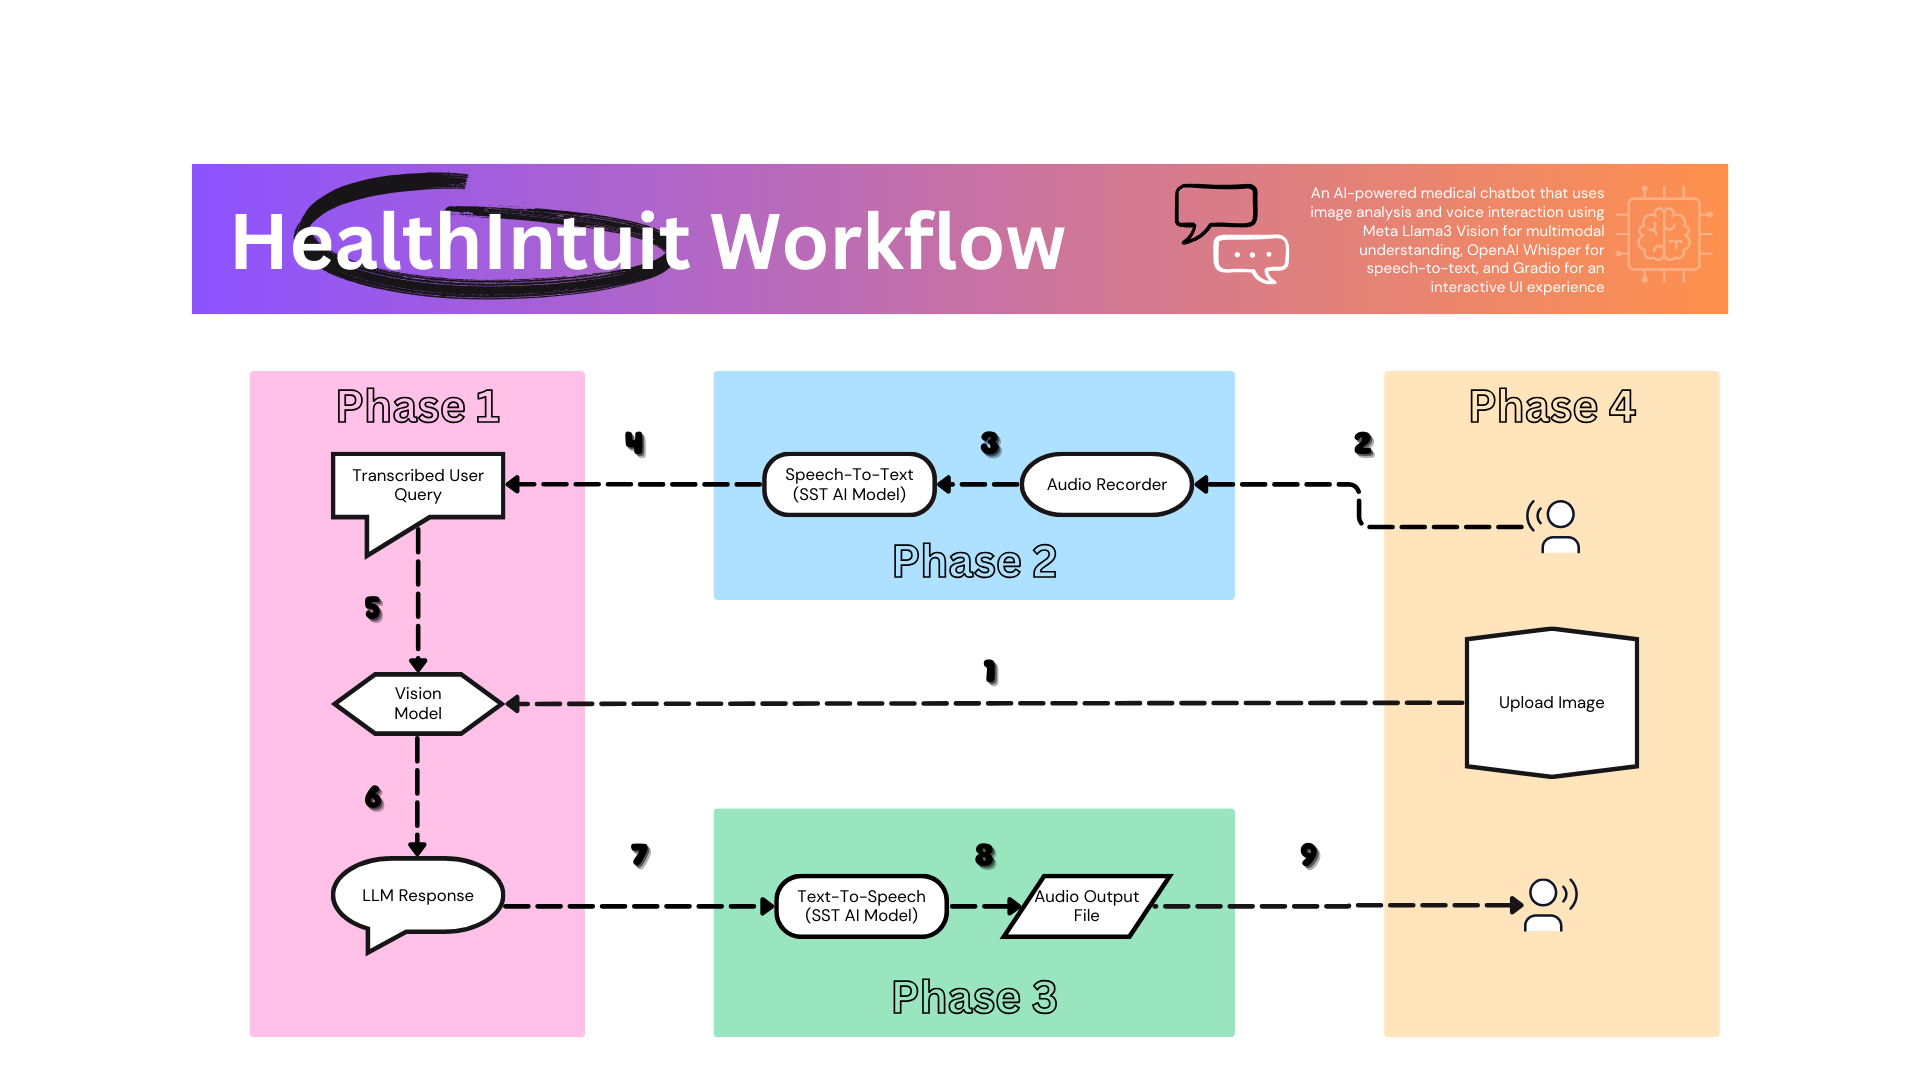 HealthIntuit Workflow
An AI-powered medical chatbot that uses
image analysis and voice interaction using
Meta Llama3 Vision for multimodal
understanding, OpenAI Whisper for
speech-to-text, and Gradio for an
interactive UI experience
Phase 1
Phase 4
4
3
2
Transcribed User
Query
Speech-To-Text
(SST AI Model)
Audio Recorder
Phase 2
5
1
Vision
Model
Upload Image
6
7
8
9
LLM Response
Text-To-Speech
(SST AI Model)
Audio Output
File
Phase 3